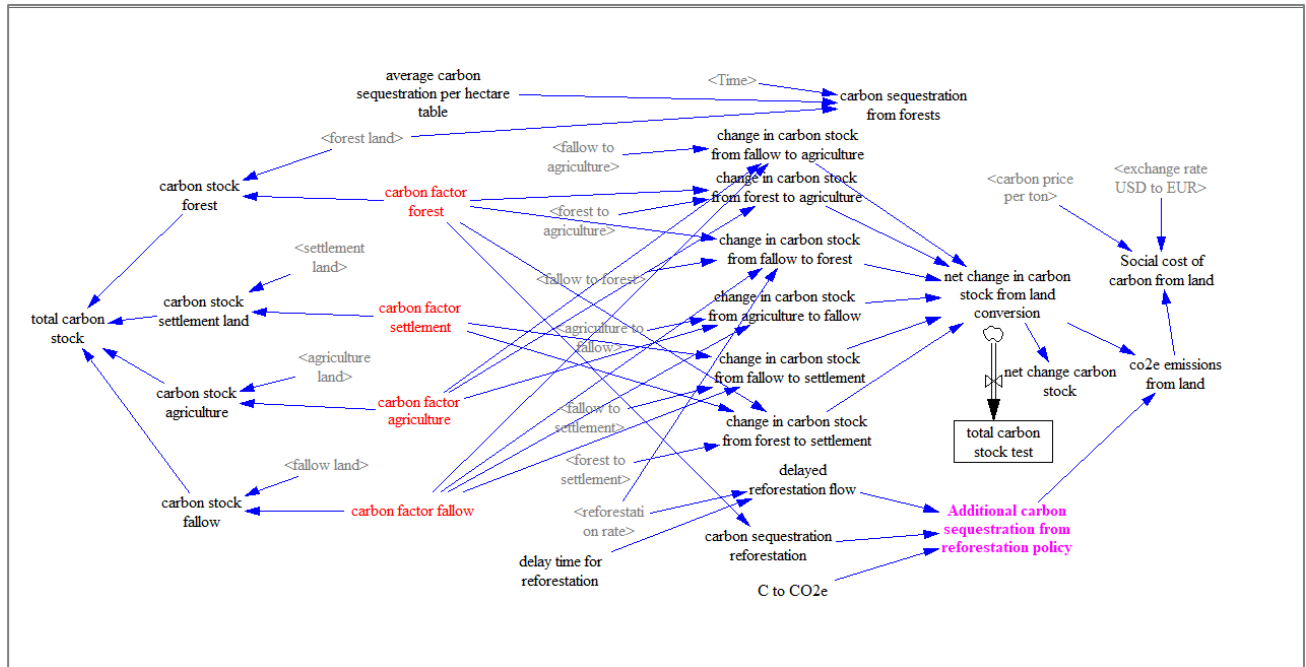 average carbon
sequestration per hectare
table
<Time>
carbon sequestration
from forests
<forest land>
<fallow to
agriculture>
change in carbon stock
from fallow to agriculture
carbon stock
forest
carbon factor
forest
change in carbon stock
from forest to agriculture
<forest to
agriculture>
<carbon price
per ton>
<exchange rate
USD to EUR>
<settlement
land>
change in carbon stock
from fallow to forest
<fallow to forest>
net change in carbon
stock from land
conversion
Social cost of
carbon from land
total carbon
stock
carbon stock
settlement land
carbon factor
settlement
change in carbon stock
from agriculture to fallow
<agriculture to
fallow>
<agriculture
land>
change in carbon stock
from fallow to settlement
net change carbon
stock
co2e emissions
from land
carbon stock
agriculture
carbon factor
agriculture
<fallow to
settlement>
change in carbon stock
from forest to settlement
total carbon
stock test
<fallow land>
<forest to
settlement>
delayed
reforestation flow
carbon stock
fallow
carbon factor fallow
<reforestati
on rate>
Additional carbon
sequestration from
reforestation policy
carbon sequestration
reforestation
delay time for
reforestation
C to CO2e